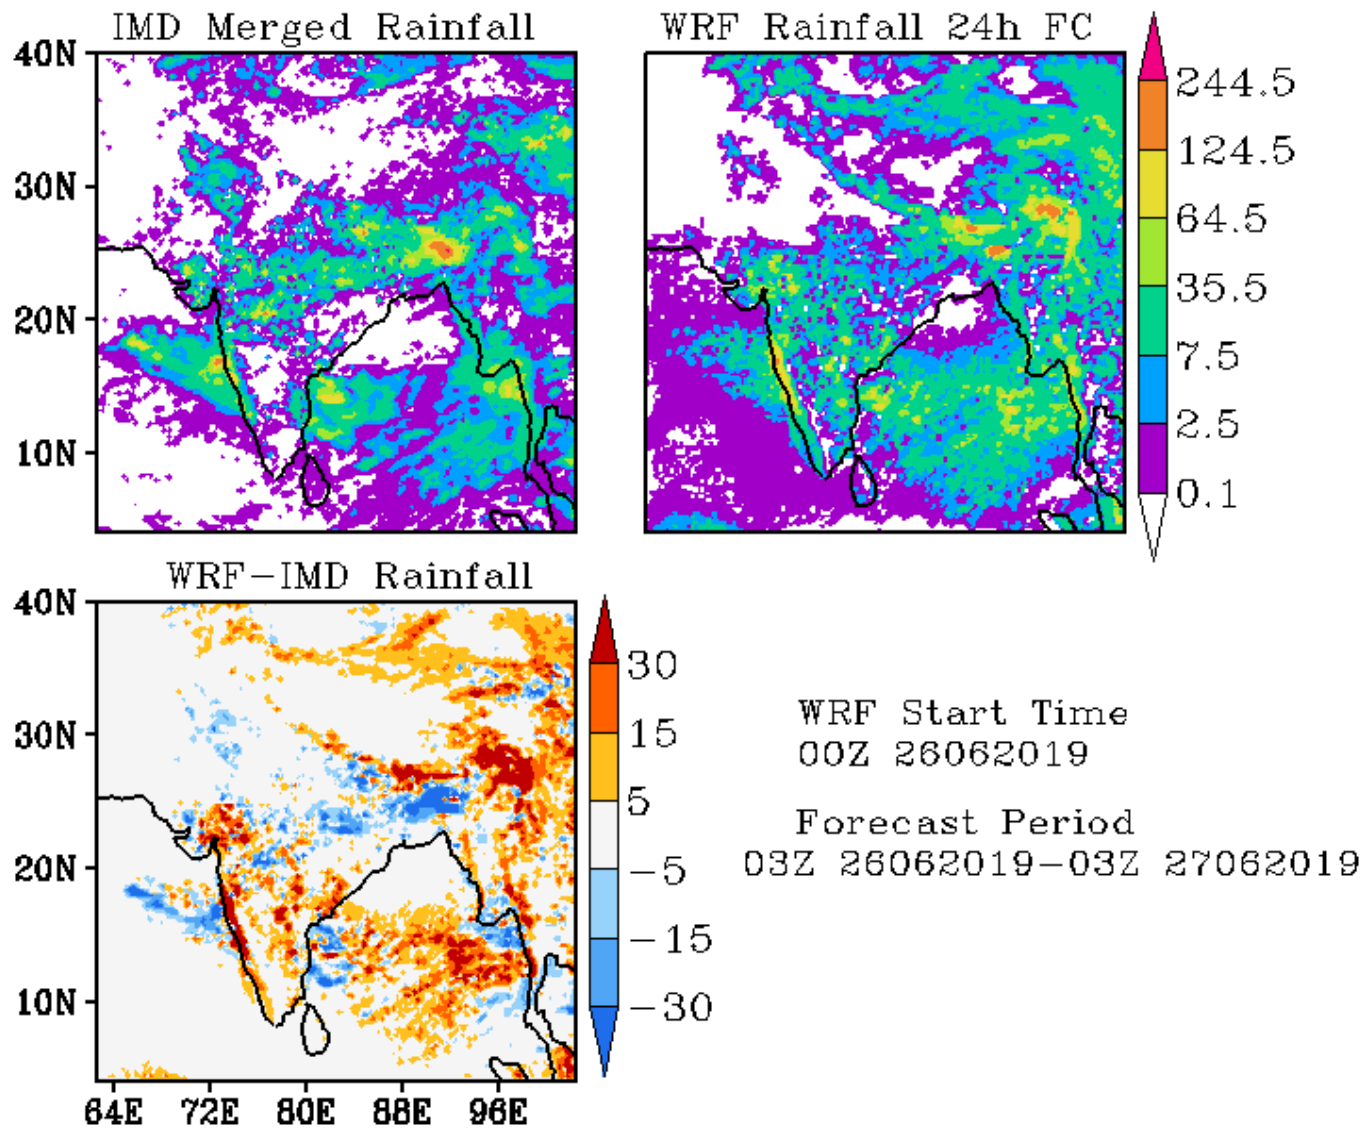 IMD Merged Rainfall
WRF Rainfall 24h FC
40N
30N
20N
10N
244.5
124.5
64.5
35.5
7.5
2.5
0.1
WRF-IMD Rainfall
40N
30N
20N
10N
64E 72E 80E 88E 96E
30
15
5
-5
-15
-30
WRF Start Time
00Z 26062019
Forecast Period
03Z 26062019-03Z 27062019